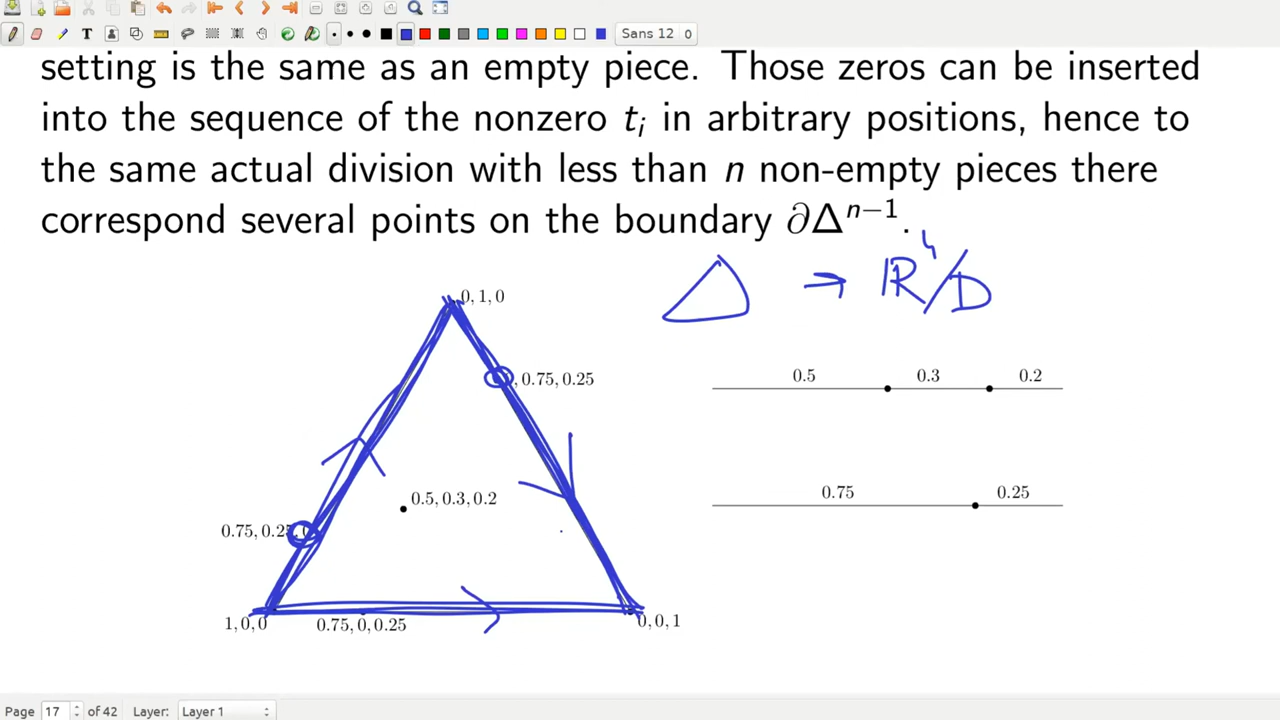 Sans 12 0
setting is the same as an empty piece. Those zeros can be inserted
into the sequence of the nonzero tᵢ in arbitrary positions, hence to
the same actual division with less than n non-empty pieces there
correspond several points on the boundary ∂Δⁿ⁻¹.
Δ → ℝ⁴/D
0, 1, 0
, 0.75, 0.25
0.5, 0.3, 0.2
0.75, 0.25
1, 0, 0
0.75, 0, 0.25
0, 0, 1
0.5 0.3 0.2
0.75 0.25
Page 17 of 42 Layer: Layer 1